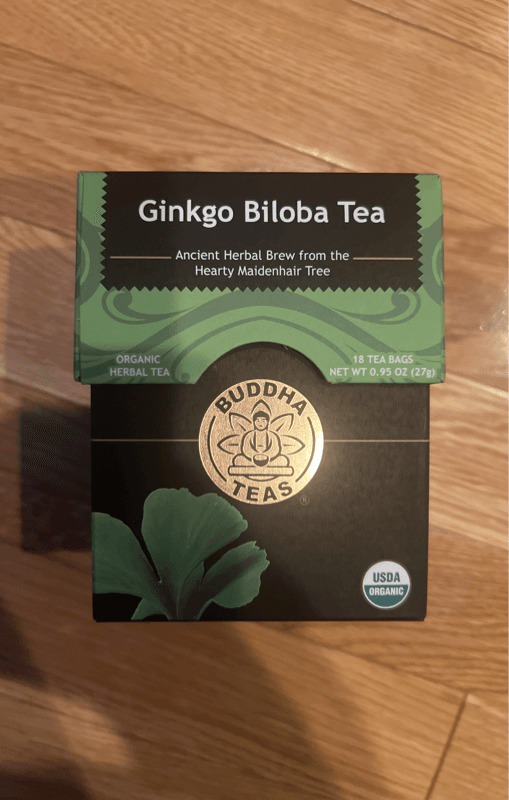 Ginkgo Biloba Tea
Ancient Herbal Brew from the
Hearty Maidenhair Tree
ORGANIC
HERBAL TEA
18 TEA BAGS
NET WT 0.95 OZ (27g)
BUDDHA
TEAS
®
USDA
ORGANIC